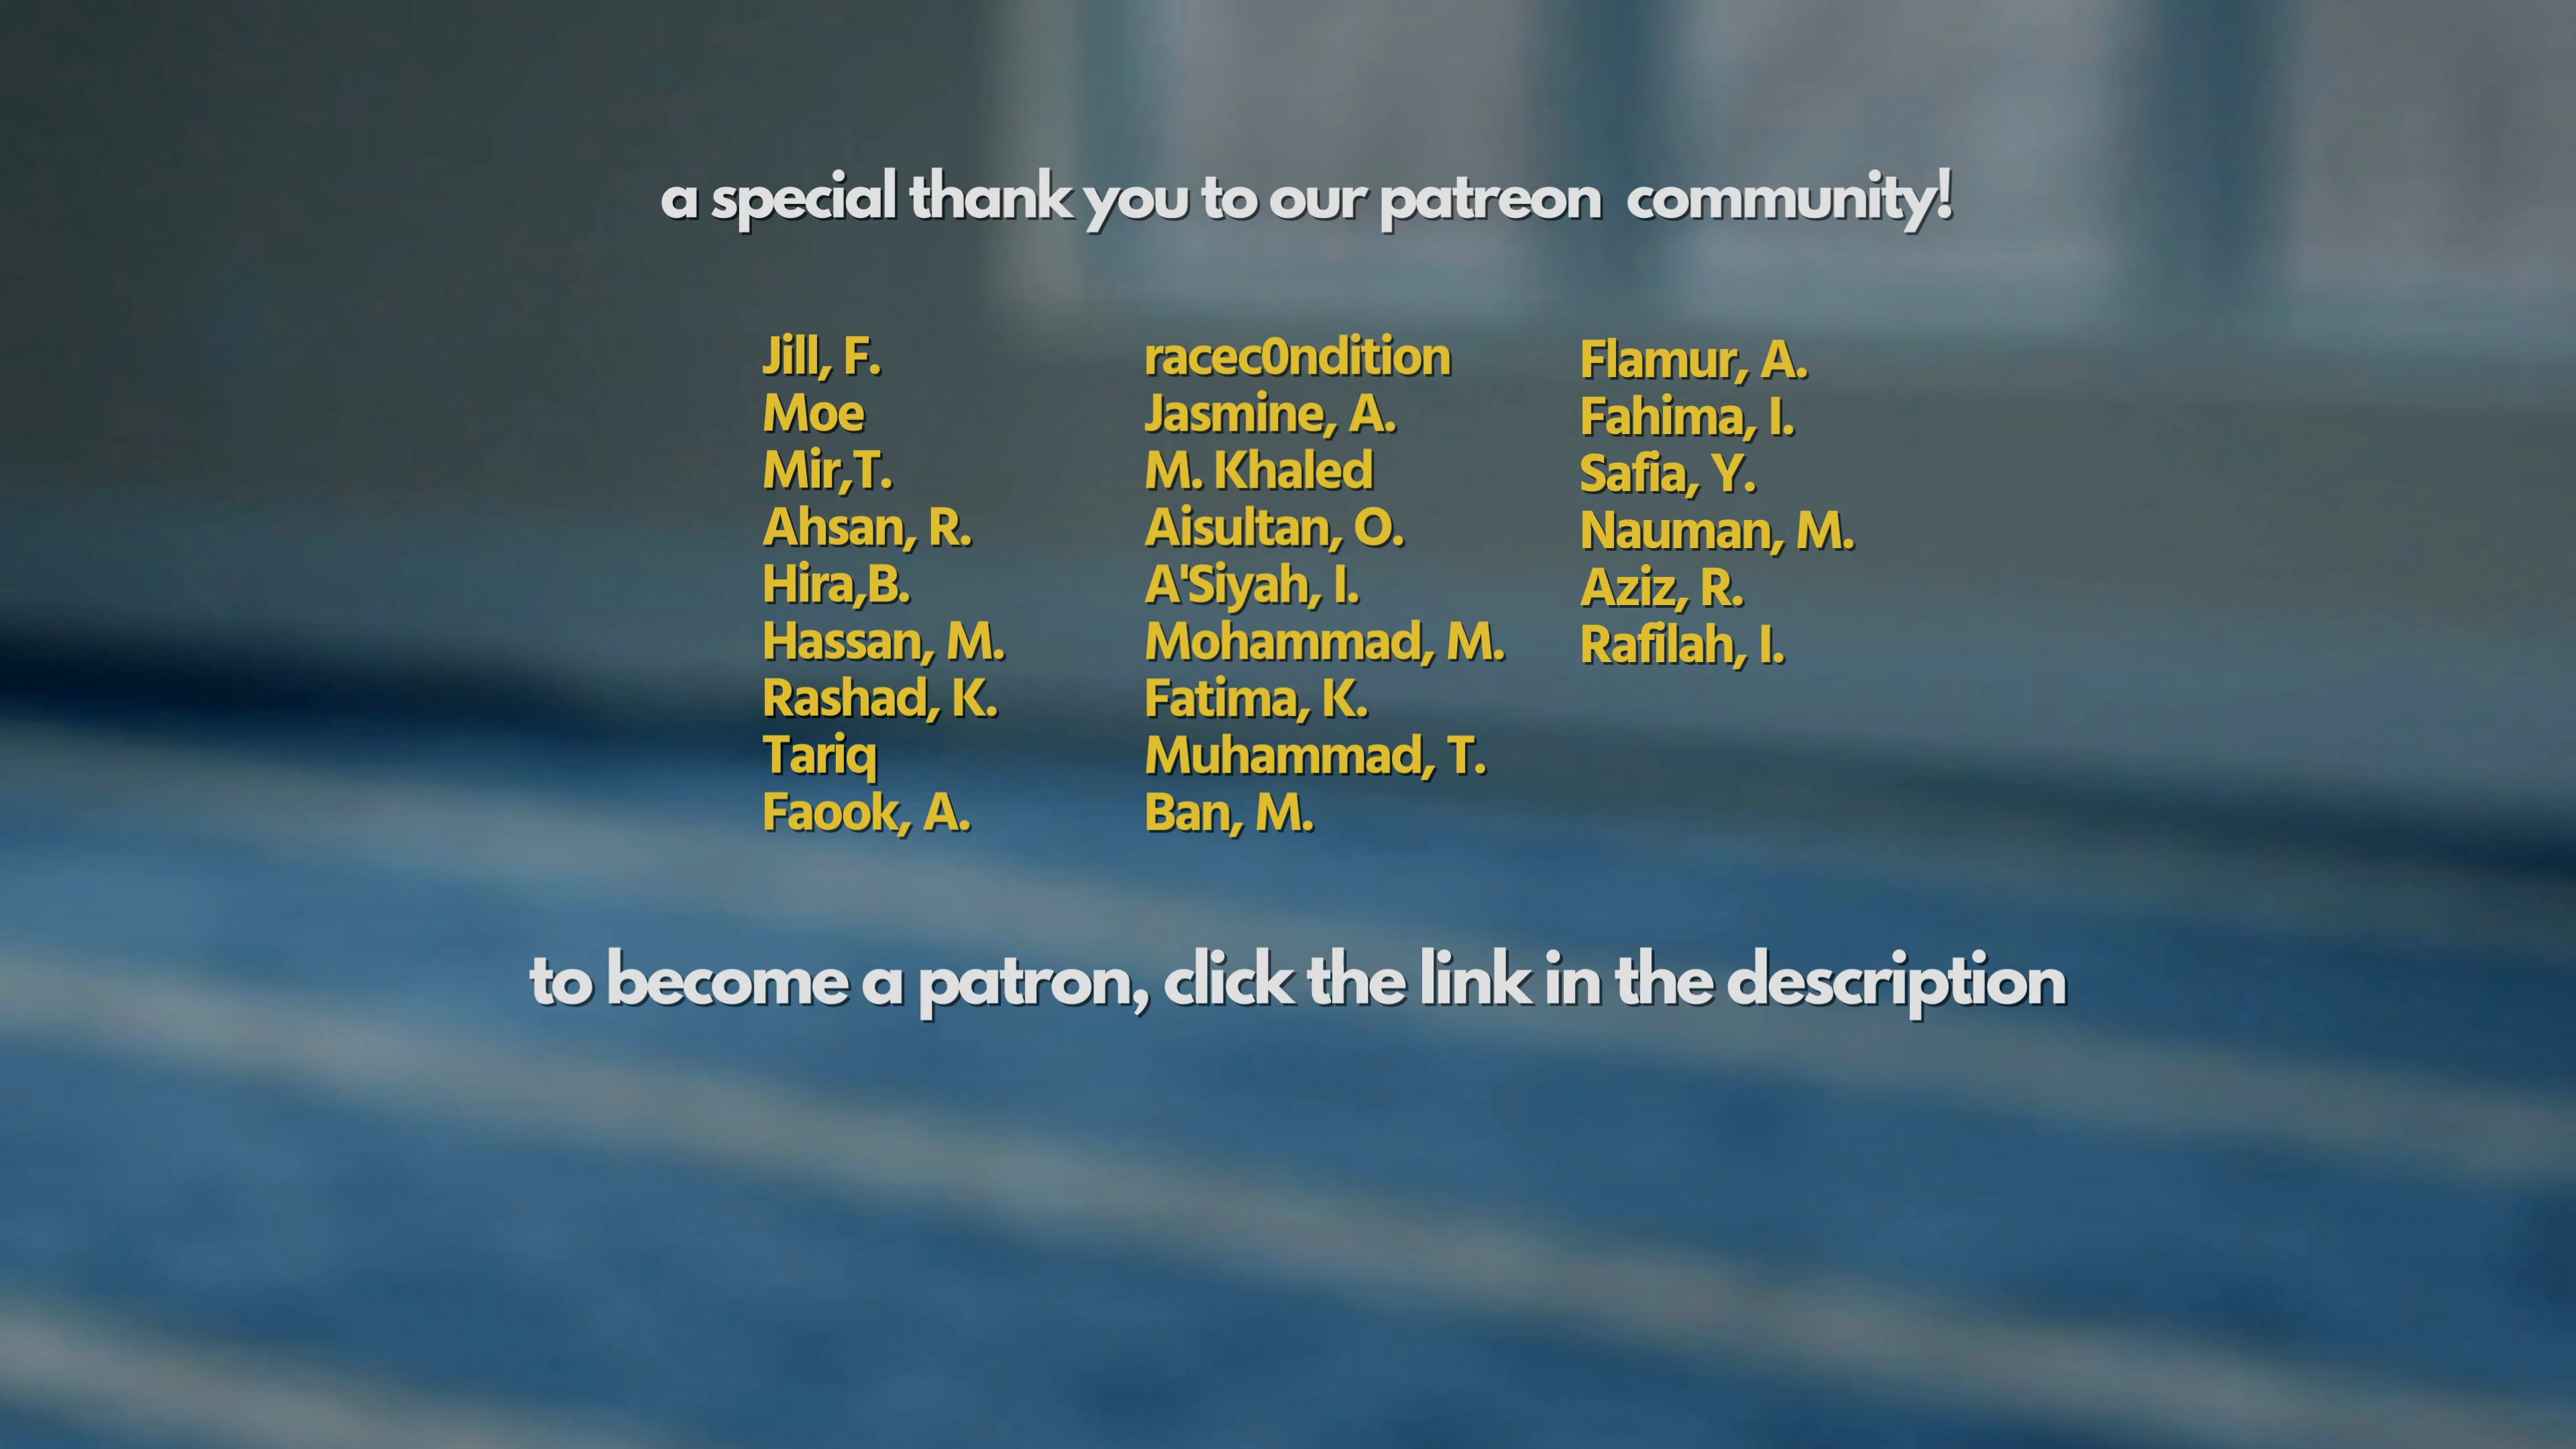 a special thank you to our patreon  community!
Jill, F.
Moe
Mir,T.
Ahsan, R.
Hira,B.
Hassan, M.
Rashad, K.
Tariq
Faook, A.
racec0ndition
Jasmine, A.
M. Khaled
Aisultan, O.
A'Siyah, I.
Mohammad, M.
Fatima, K.
Muhammad, T.
Ban, M.
Flamur, A.
Fahima, I.
Safia, Y.
Nauman, M.
Aziz, R.
Rafilah, I.
to become a patron, click the link in the description